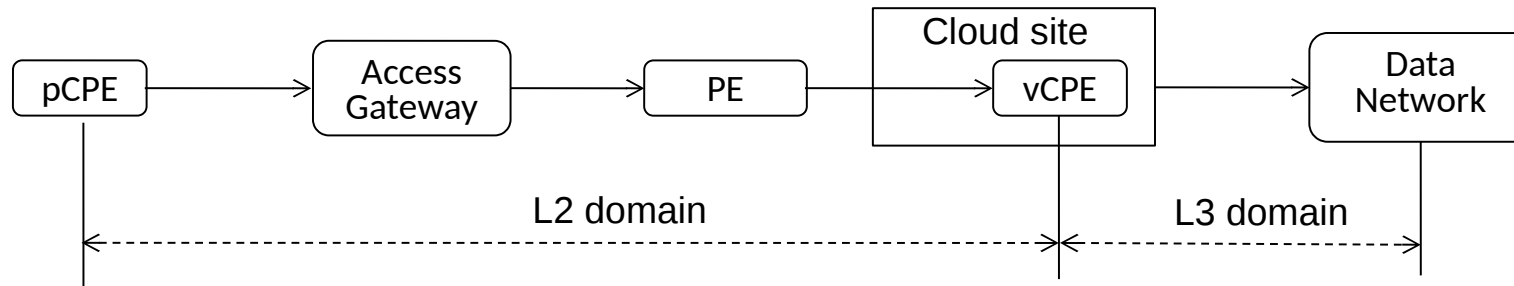 Cloud site
pCPE
Access
Gateway
PE
vCPE
Data
Network
L2 domain
L3 domain